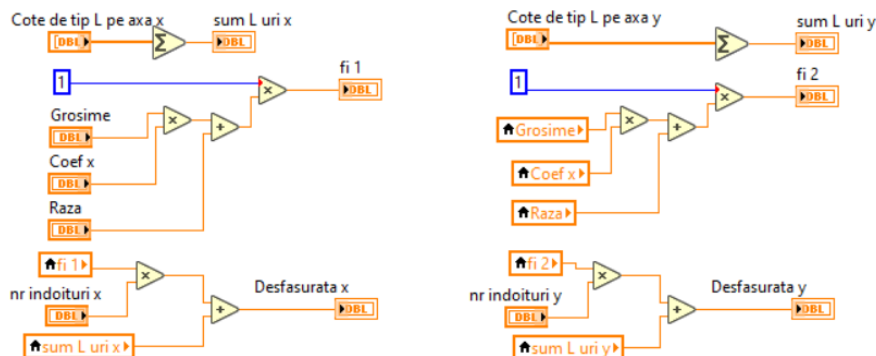 Cote de tip L pe axa x
sum L uri x
DBL
DBL
Σ
fi 1
1
×
DBL
Grosime
×
+
DBL
Coef x
DBL
Raza
DBL
fi 1
×
nr indoituri x
Desfasurata x
DBL
+
DBL
sum L uri x
Cote de tip L pe axa y
sum L uri y
DBL
DBL
Σ
fi 2
1
×
DBL
Grosime
×
+
Coef x
Raza
fi 2
×
nr indoituri y
Desfasurata y
DBL
+
DBL
sum L uri y